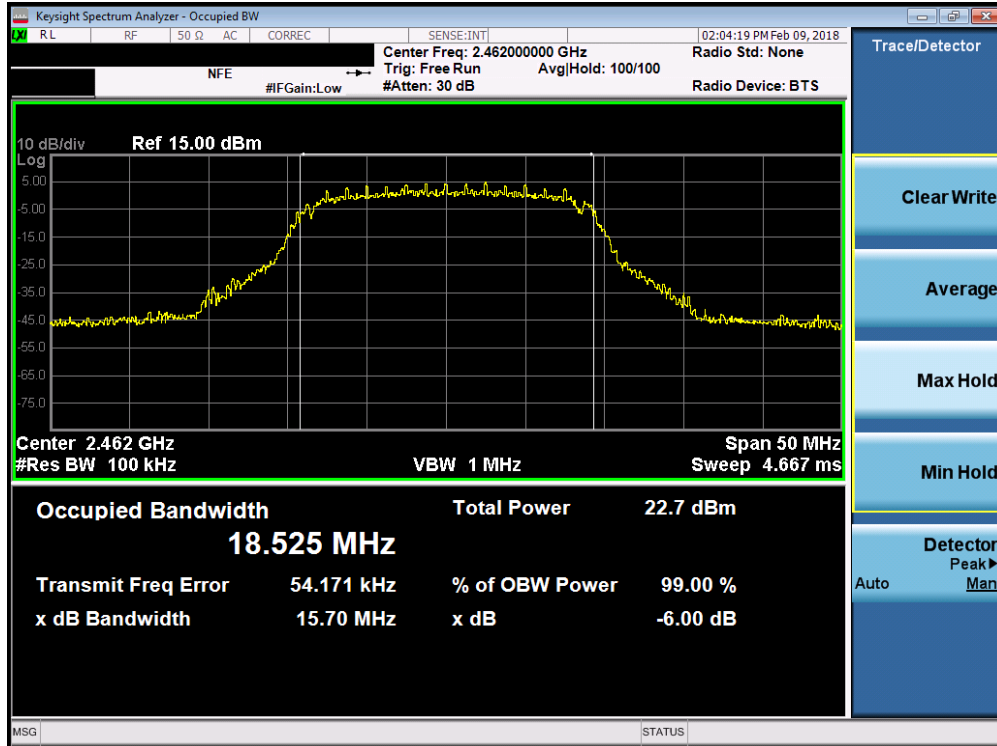 Keysight Spectrum Analyzer - Occupied BW
LXI RL RF 50 Ω AC CORREC SENSE:INT 02:04:19 PM Feb 09, 2018
NFE
#IFGain:Low
Center Freq: 2.462000000 GHz
Trig: Free Run Avg|Hold: 100/100
#Atten: 30 dB
Radio Std: None
Radio Device: BTS
10 dB/div Ref 15.00 dBm
Log
5.00
-5.00
-15.0
-25.0
-35.0
-45.0
-55.0
-65.0
-75.0
Center 2.462 GHz Span 50 MHz
#Res BW 100 kHz VBW 1 MHz Sweep 4.667 ms
Occupied Bandwidth Total Power 22.7 dBm
18.525 MHz
Transmit Freq Error 54.171 kHz % of OBW Power 99.00 %
x dB Bandwidth 15.70 MHz x dB -6.00 dB
Trace/Detector
Clear Write
Average
Max Hold
Min Hold
Detector
Peak▶
Auto Man
MSG STATUS